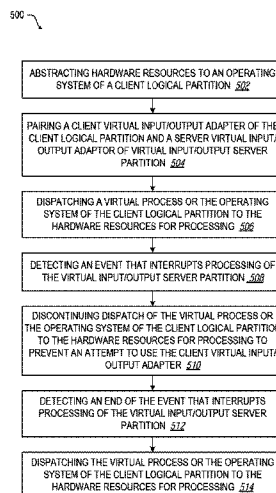 500
ABSTRACTING HARDWARE RESOURCES TO AN OPERATING
SYSTEM OF A CLIENT LOGICAL PARTITION 502
PAIRING A CLIENT VIRTUAL INPUT/OUTPUT ADAPTER OF THE
CLIENT LOGICAL PARTITION AND A SERVER VIRTUAL INPUT/
OUTPUT ADAPTOR OF VIRTUAL INPUT/OUTPUT SERVER
PARTITION 504
DISPATCHING A VIRTUAL PROCESS OR THE OPERATING
SYSTEM OF THE CLIENT LOGICAL PARTITION TO THE
HARDWARE RESOURCES FOR PROCESSING 506
DETECTING AN EVENT THAT INTERRUPTS PROCESSING OF
THE VIRTUAL INPUT/OUTPUT SERVER PARTITION 508
DISCONTINUING DISPATCH OF THE VIRTUAL PROCESS OR
THE OPERATING SYSTEM OF THE CLIENT LOGICAL PARTITION
TO THE HARDWARE RESOURCES FOR PROCESSING TO
PREVENT AN ATTEMPT TO USE THE CLIENT VIRTUAL INPUT/
OUTPUT ADAPTER 510
DETECTING AN END OF THE EVENT THAT INTERRUPTS
PROCESSING OF THE VIRTUAL INPUT/OUTPUT SERVER
PARTITION 512
DISPATCHING THE VIRTUAL PROCESS OR THE OPERATING
SYSTEM OF THE CLIENT LOGICAL PARTITION TO THE
HARDWARE RESOURCES FOR PROCESSING 514